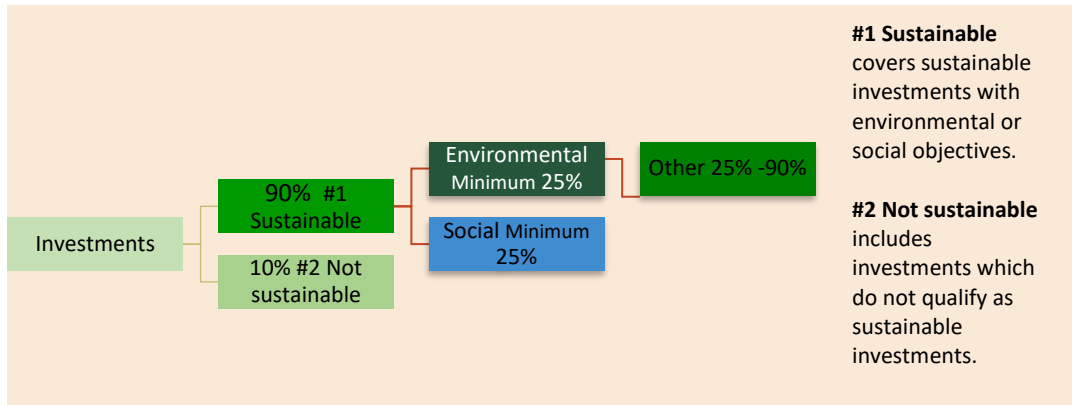 Investments
90% #1
Sustainable
10% #2 Not
sustainable
Environmental
Minimum 25%
Social Minimum
25%
Other 25% -90%
#1 Sustainable
covers sustainable
investments with
environmental or
social objectives.
#2 Not sustainable
includes
investments which
do not qualify as
sustainable
investments.